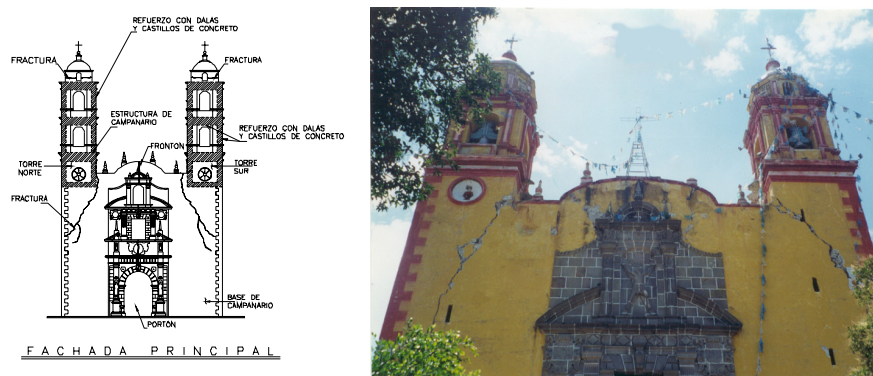 REFUERZO CON DALAS
Y CASTILLOS DE CONCRETO
FRACTURA
FRACTURA
ESTRUCTURA DE
CAMPANARIO
REFUERZO CON DALAS
Y CASTILLOS DE CONCRETO
FRONTON
TORRE
NORTE
TORRE
SUR
FRACTURA
BASE DE
CAMPANARIO
PORTÓN
FACHADA PRINCIPAL